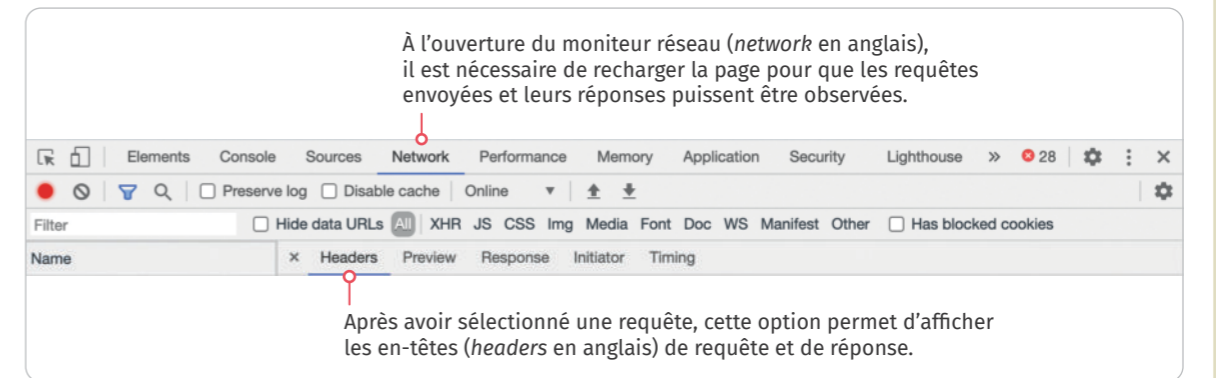 À l’ouverture du moniteur réseau (network en anglais),
il est nécessaire de recharger la page pour que les requêtes
envoyées et leurs réponses puissent être observées.
Elements Console Sources Network Performance Memory Application Security Lighthouse » 28
Preserve log Disable cache Online
Filter Hide data URLs All XHR JS CSS Img Media Font Doc WS Manifest Other Has blocked cookies
Name × Headers Preview Response Initiator Timing
Après avoir sélectionné une requête, cette option permet d’afficher
les en-têtes (headers en anglais) de requête et de réponse.